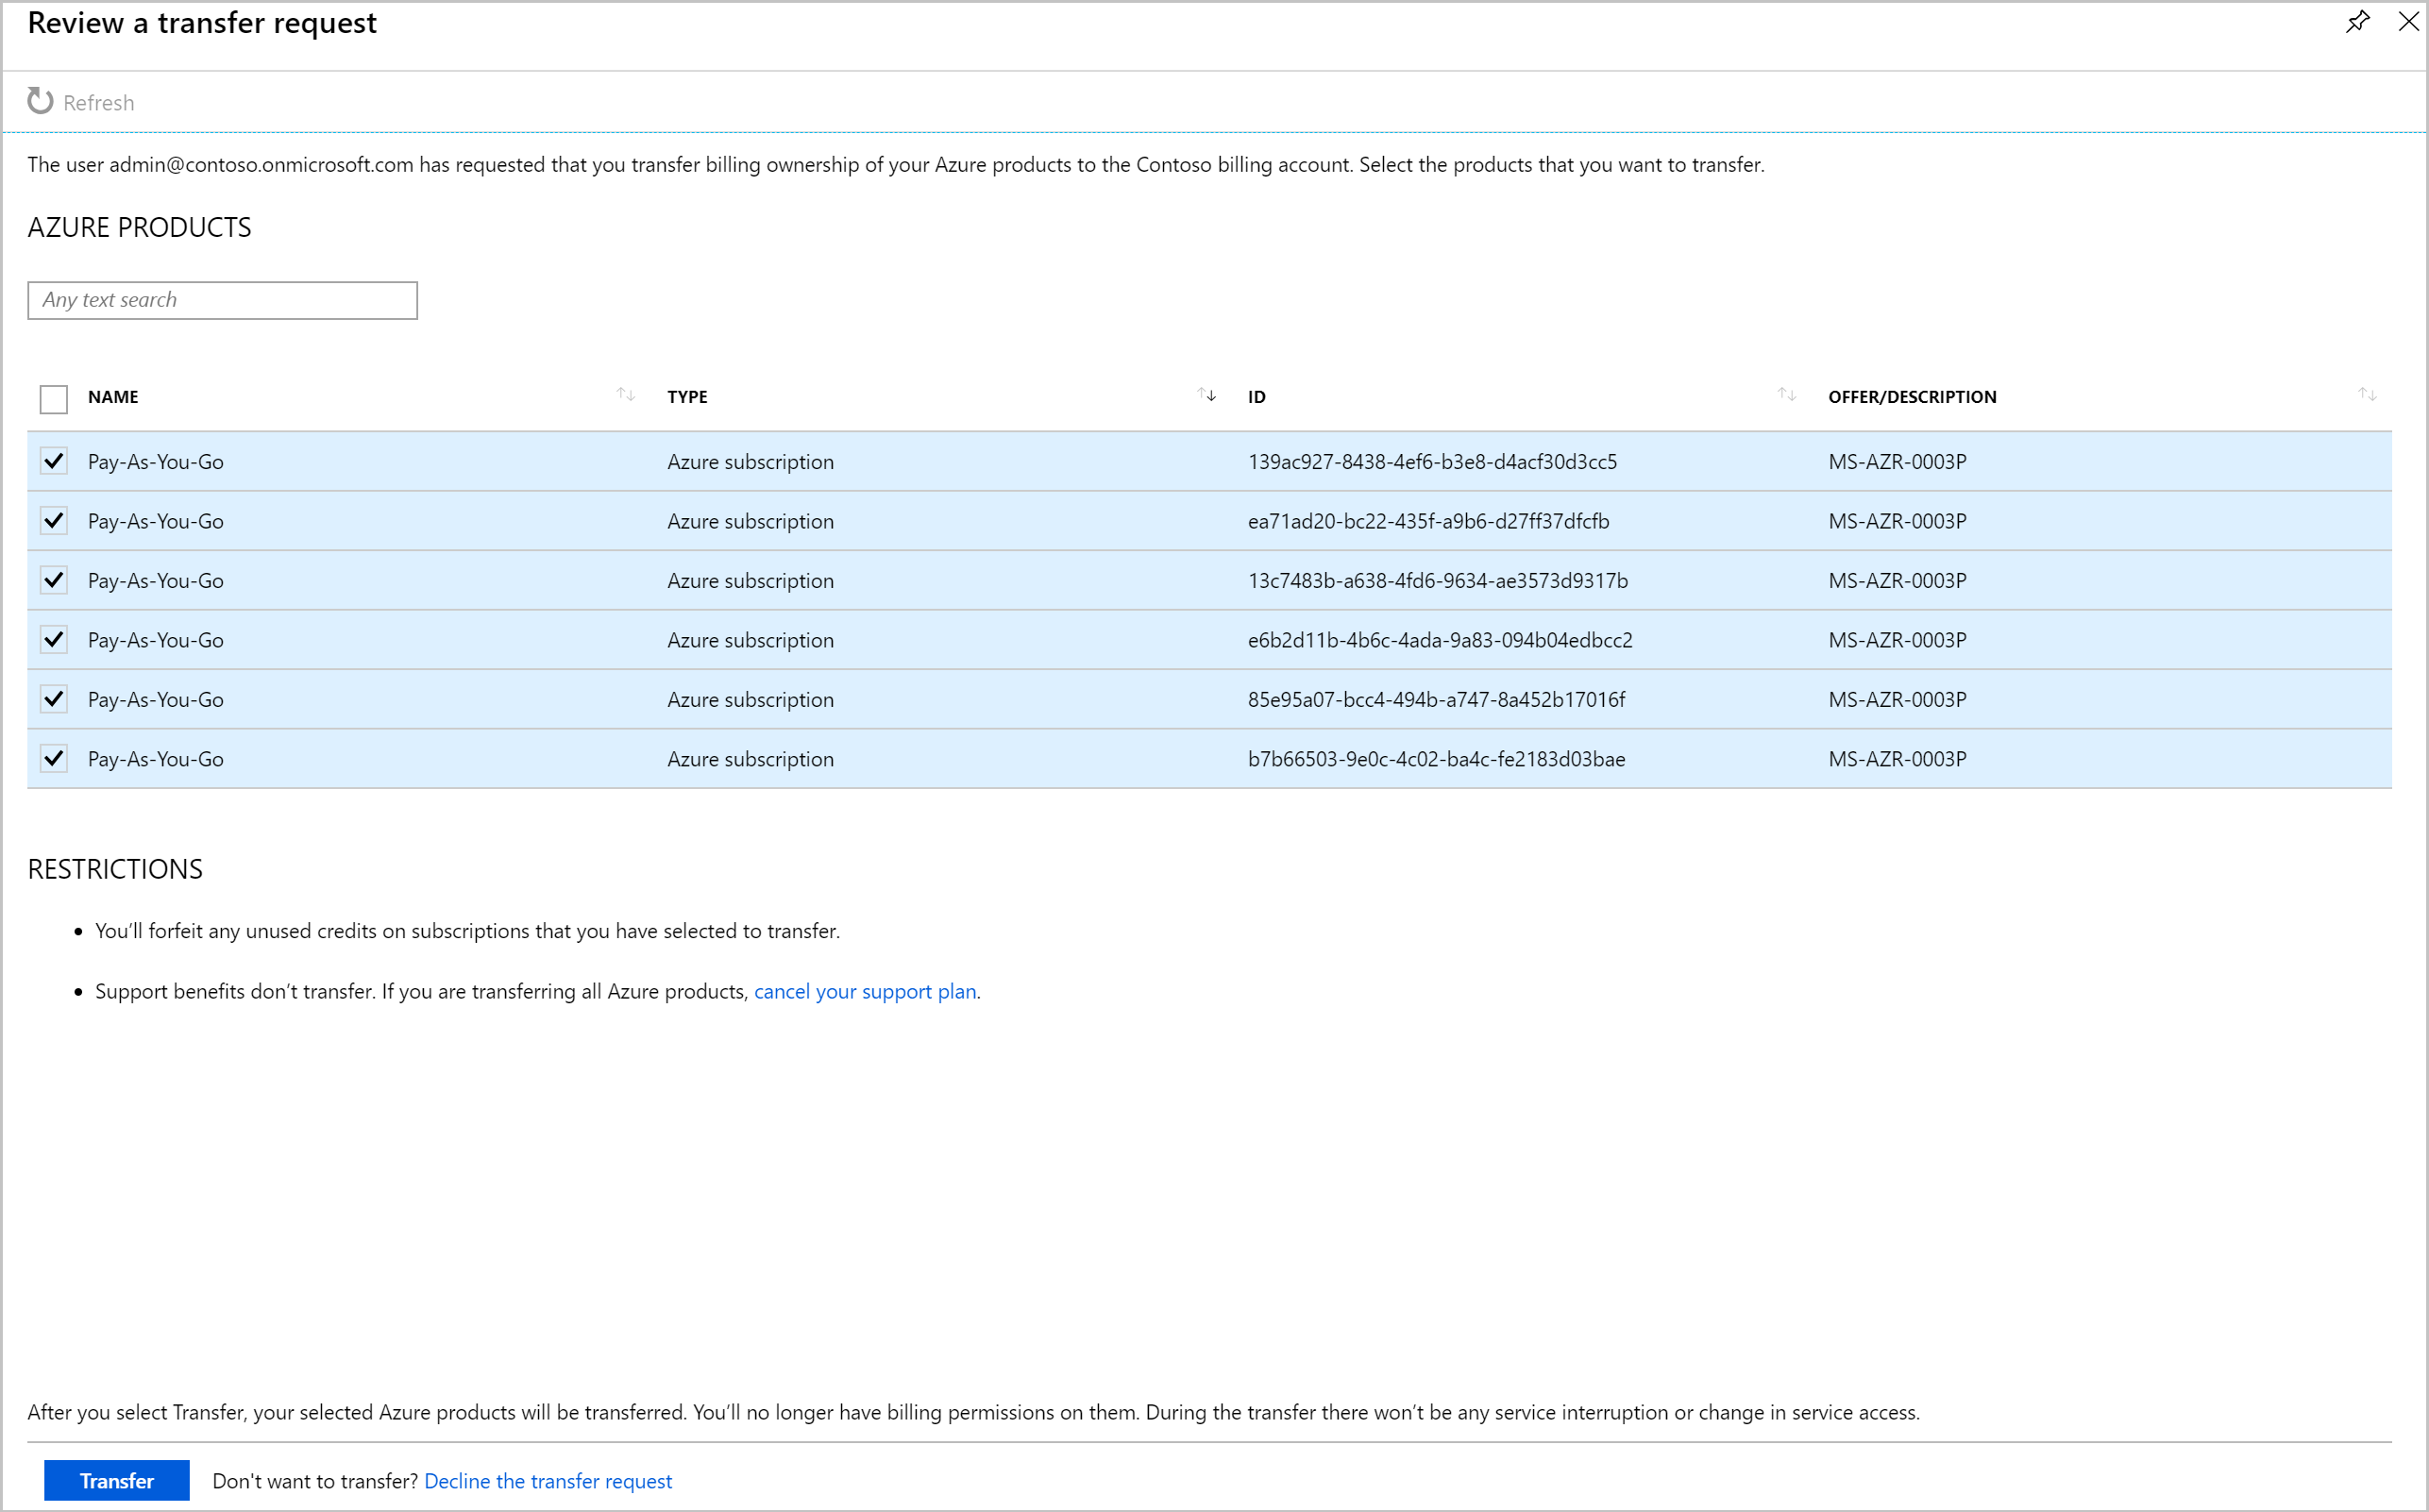 Review a transfer request
Refresh
The user admin@contoso.onmicrosoft.com has requested that you transfer billing ownership of your Azure products to the Contoso billing account. Select the products that you want to transfer.
AZURE PRODUCTS
Any text search
NAME TYPE ID OFFER/DESCRIPTION
Pay-As-You-Go Azure subscription 139ac927-8438-4ef6-b3e8-d4acf30d3cc5 MS-AZR-0003P
Pay-As-You-Go Azure subscription ea71ad20-bc22-435f-a9b6-d27ff37dfcfb MS-AZR-0003P
Pay-As-You-Go Azure subscription 13c7483b-a638-4fd6-9634-ae3573d9317b MS-AZR-0003P
Pay-As-You-Go Azure subscription e6b2d11b-4b6c-4ada-9a83-094b04edbcc2 MS-AZR-0003P
Pay-As-You-Go Azure subscription 85e95a07-bcc4-494b-a747-8a452b17016f MS-AZR-0003P
Pay-As-You-Go Azure subscription b7b66503-9e0c-4c02-ba4c-fe2183d03bae MS-AZR-0003P
RESTRICTIONS
• You’ll forfeit any unused credits on subscriptions that you have selected to transfer.
• Support benefits don’t transfer. If you are transferring all Azure products, cancel your support plan.
After you select Transfer, your selected Azure products will be transferred. You’ll no longer have billing permissions on them. During the transfer there won’t be any service interruption or change in service access.
Transfer Don't want to transfer? Decline the transfer request